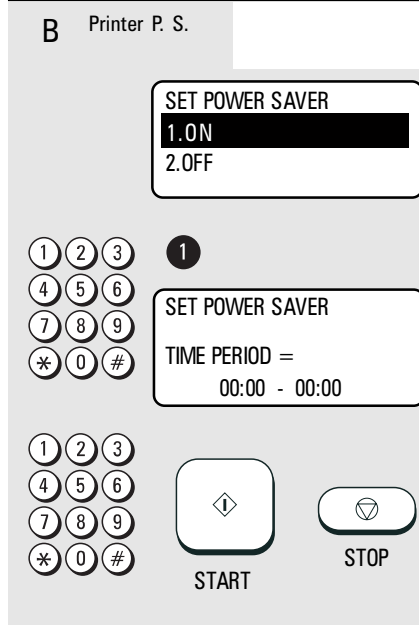 B Printer P. S.
SET POWER SAVER
1.ON
2.OFF
1 2 3
1
4 5 6
7 8 9
* 0 #
SET POWER SAVER
TIME PERIOD =
00:00 - 00:00
1 2 3
4 5 6
7 8 9
* 0 #
START
STOP